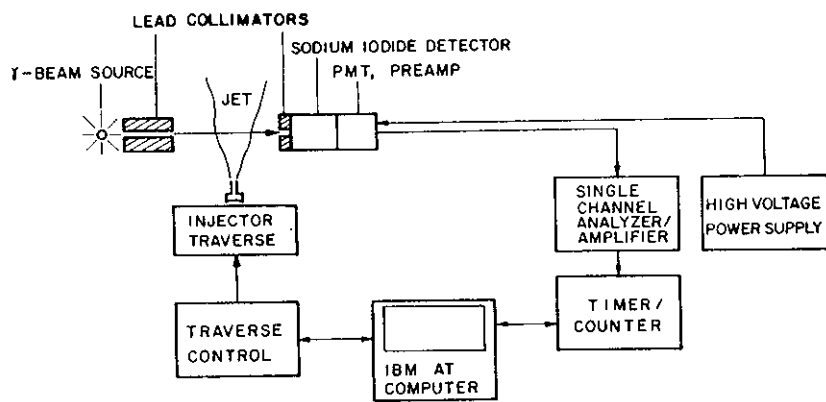 LEAD COLLIMATORS
SODIUM IODIDE DETECTOR
γ-BEAM SOURCE
PMT, PREAMP
JET
INJECTOR
TRAVERSE
SINGLE
CHANNEL
ANALYZER/
AMPLIFIER
HIGH VOLTAGE
POWER SUPPLY
TRAVERSE
CONTROL
IBM AT
COMPUTER
TIMER/
COUNTER